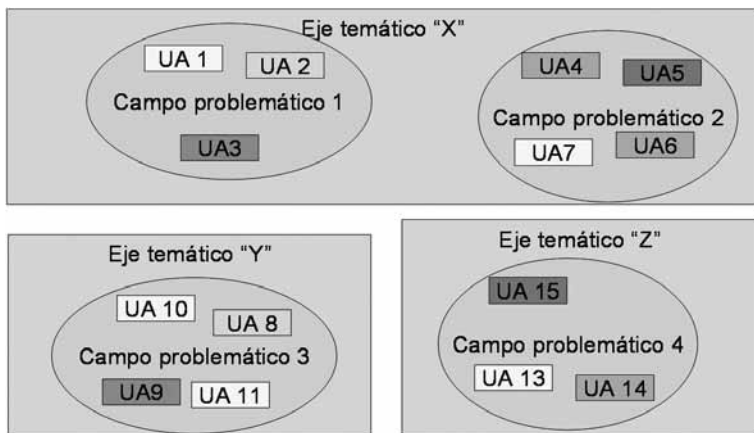 Eje temático “X”
UA 1
UA 2
Campo problemático 1
UA3
UA4
UA5
Campo problemático 2
UA7
UA6
Eje temático “Y”
UA 10
UA 8
Campo problemático 3
UA9
UA 11
Eje temático “Z”
UA 15
Campo problemático 4
UA 13
UA 14